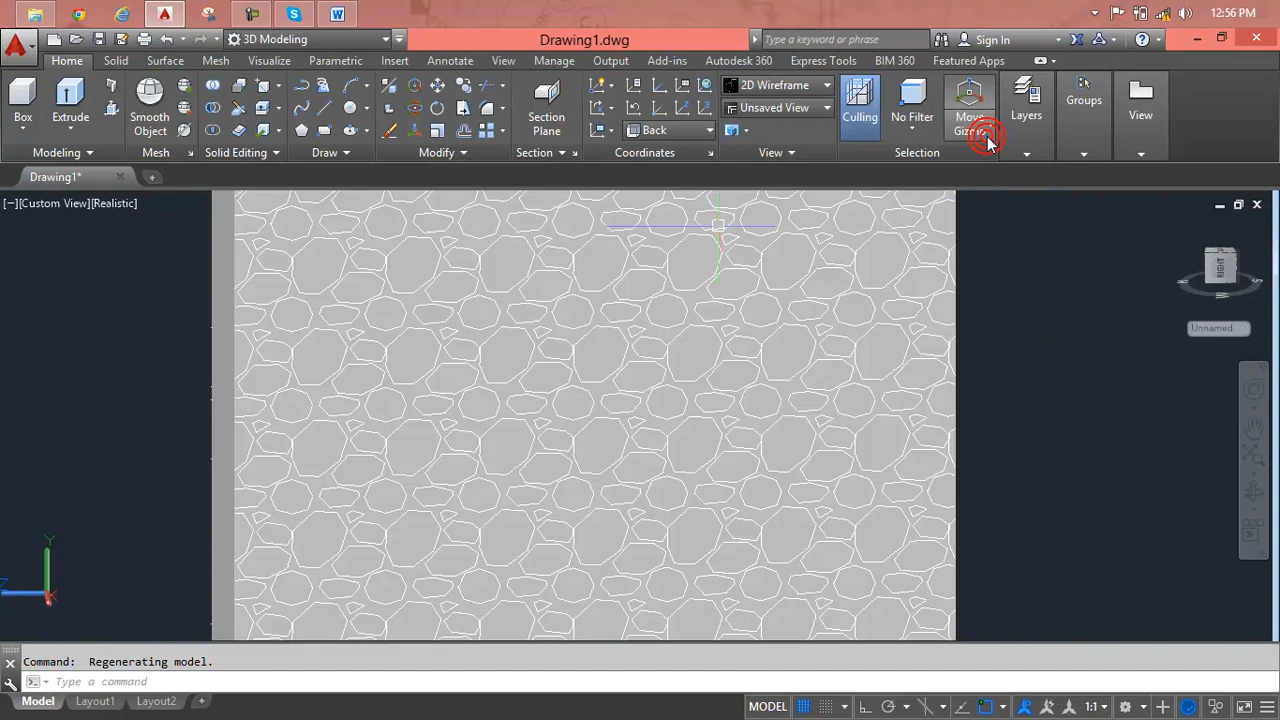 12:56 PM
3D Modeling
Drawing1.dwg
Type a keyword or phrase
Sign In
Home Solid Surface Mesh Visualize Parametric Insert Annotate View Manage Output Add-ins Autodesk 360 Express Tools BIM 360 Featured Apps
2D Wireframe
Unsaved View
Back
Box
Extrude
Smooth
Object
Section
Plane
Culling
No Filter
Move
Layers
Groups
View
Modeling Mesh Solid Editing Draw Modify Section Coordinates View Selection
Drawing1*
[−][Custom View][Realistic]
RIGHT
Unnamed
Y
Z
X
Command: Regenerating model.
Type a command
Model Layout1 Layout2
MODEL
1:1